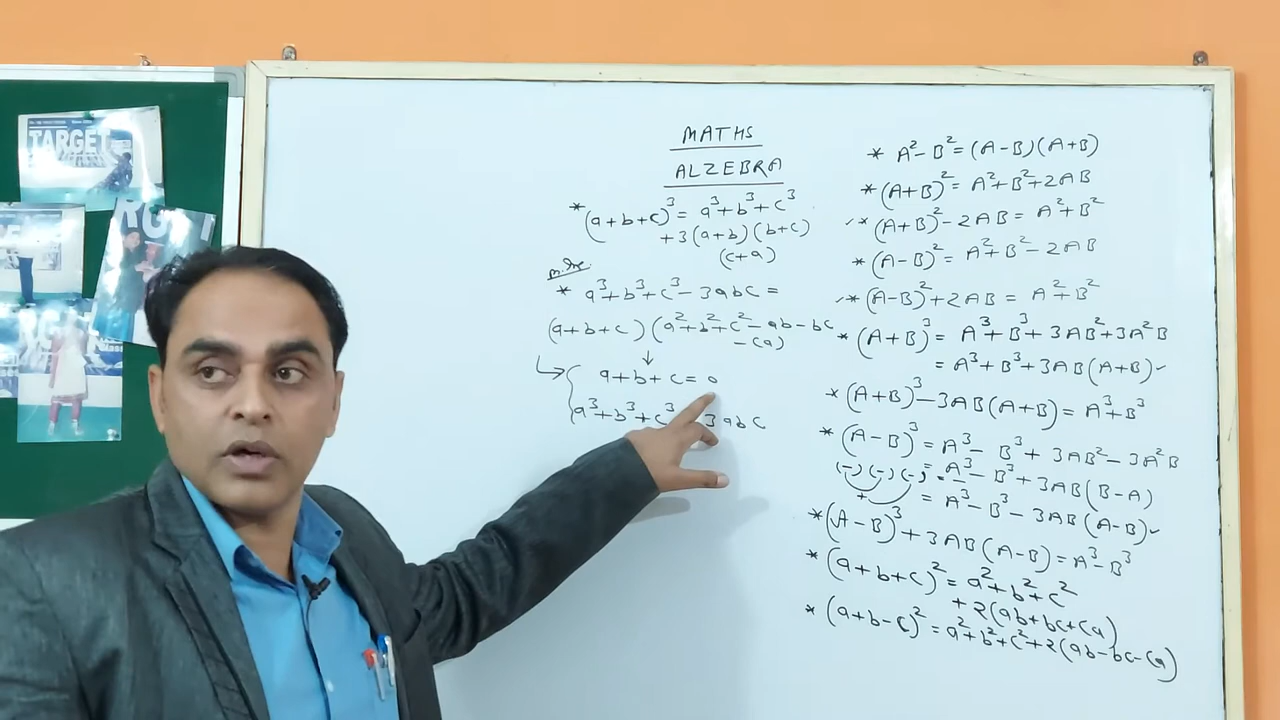 TARGET
MATHS
ALZEBRA
* (a+b+c)³ = a³+b³+c³
+3(a+b)(b+c)
(c+a)
* a³+b³+c³-3abc =
(a+b+c)(a²+b²+c²-ab-bc
-ca)
↓
a+b+c=0
a³+b³+c³ 3abc
* A²-B²=(A-B)(A+B)
* (A+B)² = A²+B²+2AB
* (A+B)²-2AB = A²+B²
* (A-B)² = A²+B²-2AB
* (A-B)²+2AB = A²+B²
* (A+B)³ = A³+B³+3AB²+3A²B
= A³+B³+3AB(A+B)
* (A+B)³-3AB(A+B) = A³+B³
* (A-B)³ = A³-B³+3AB²-3A²B
(-)(-)(-) = - = A³-B³+3AB(B-A)
+ = A³-B³-3AB(A-B)
* (A-B)³+3AB(A-B)=A³-B³
* (a+b+c)² = a²+b²+c²
+2(ab+bc+ca)
* (a+b-c)² = a²+b²+c²+2(ab-bc-ca)